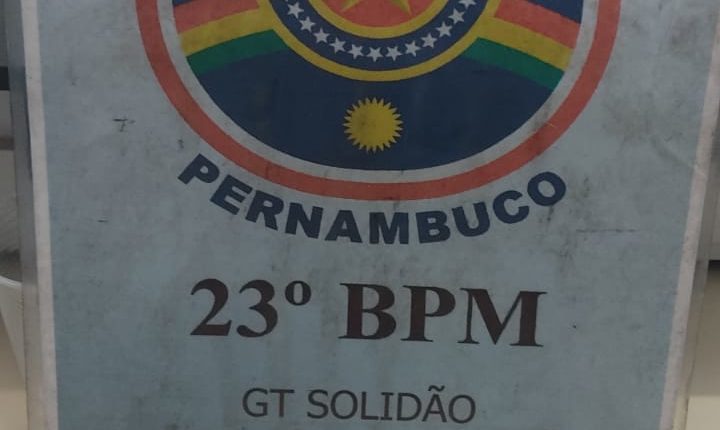 PERNAMBUCO
23º BPM
GT SOLIDÃO